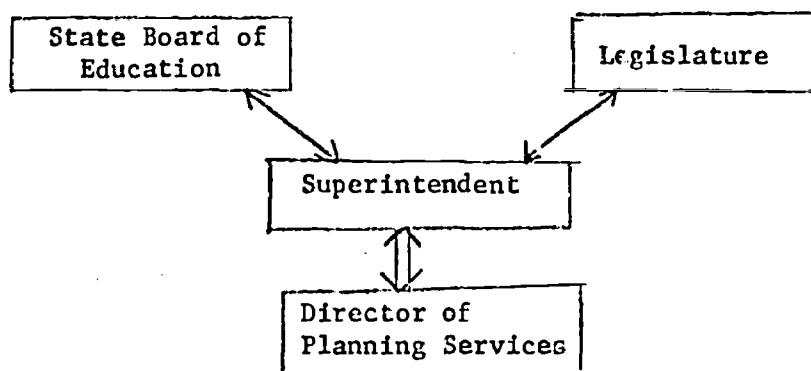 State Board of
Education
Legislature
Superintendent
Director of
Planning Services